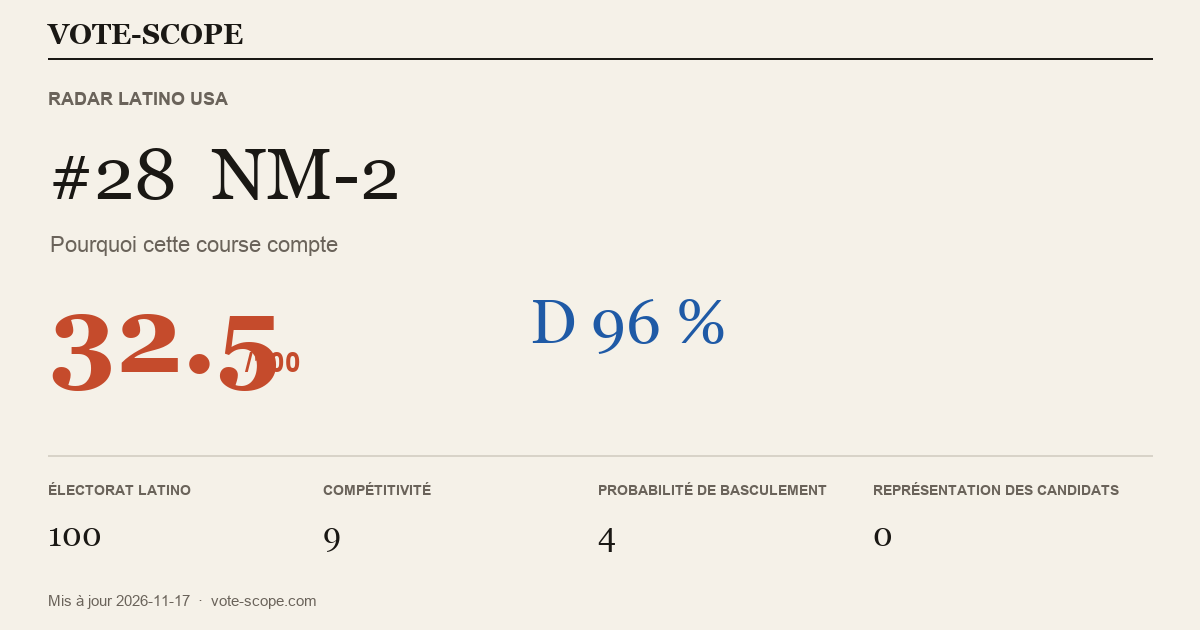 VOTE-SCOPE
RADAR LATINO USA
#28 NM-2
Pourquoi cette course compte
32.5 /100
D 96 %
ÉLECTORAT LATINO
COMPÉTITIVITÉ
PROBABILITÉ DE BASCULEMENT
REPRÉSENTATION DES CANDIDATS
100
9
4
0
Mis à jour 2026-11-17 · vote-scope.com